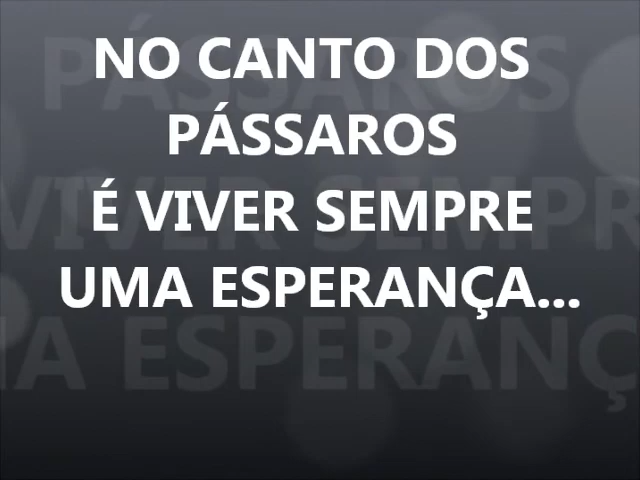 NO CANTO DOS
PÁSSAROS
É VIVER SEMPRE
UMA ESPERANÇA...